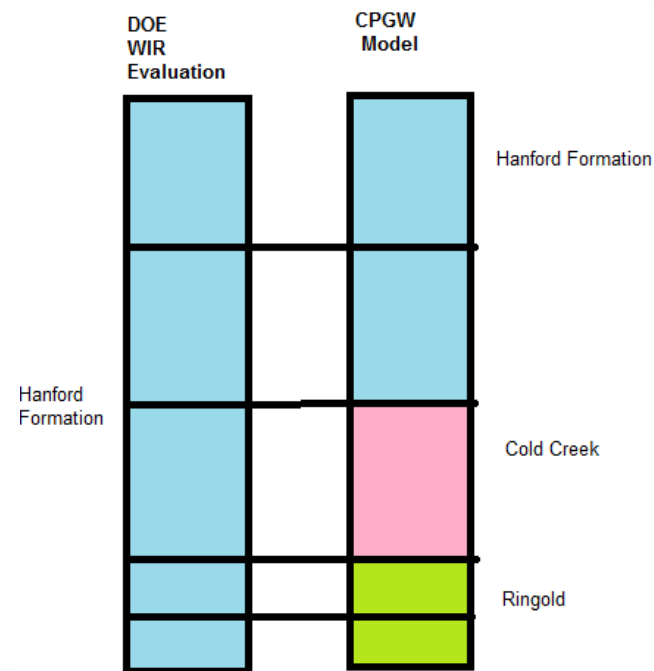 DOE
WIR
Evaluation
CPGW
Model
Hanford Formation
Hanford
Formation
Cold Creek
Ringold